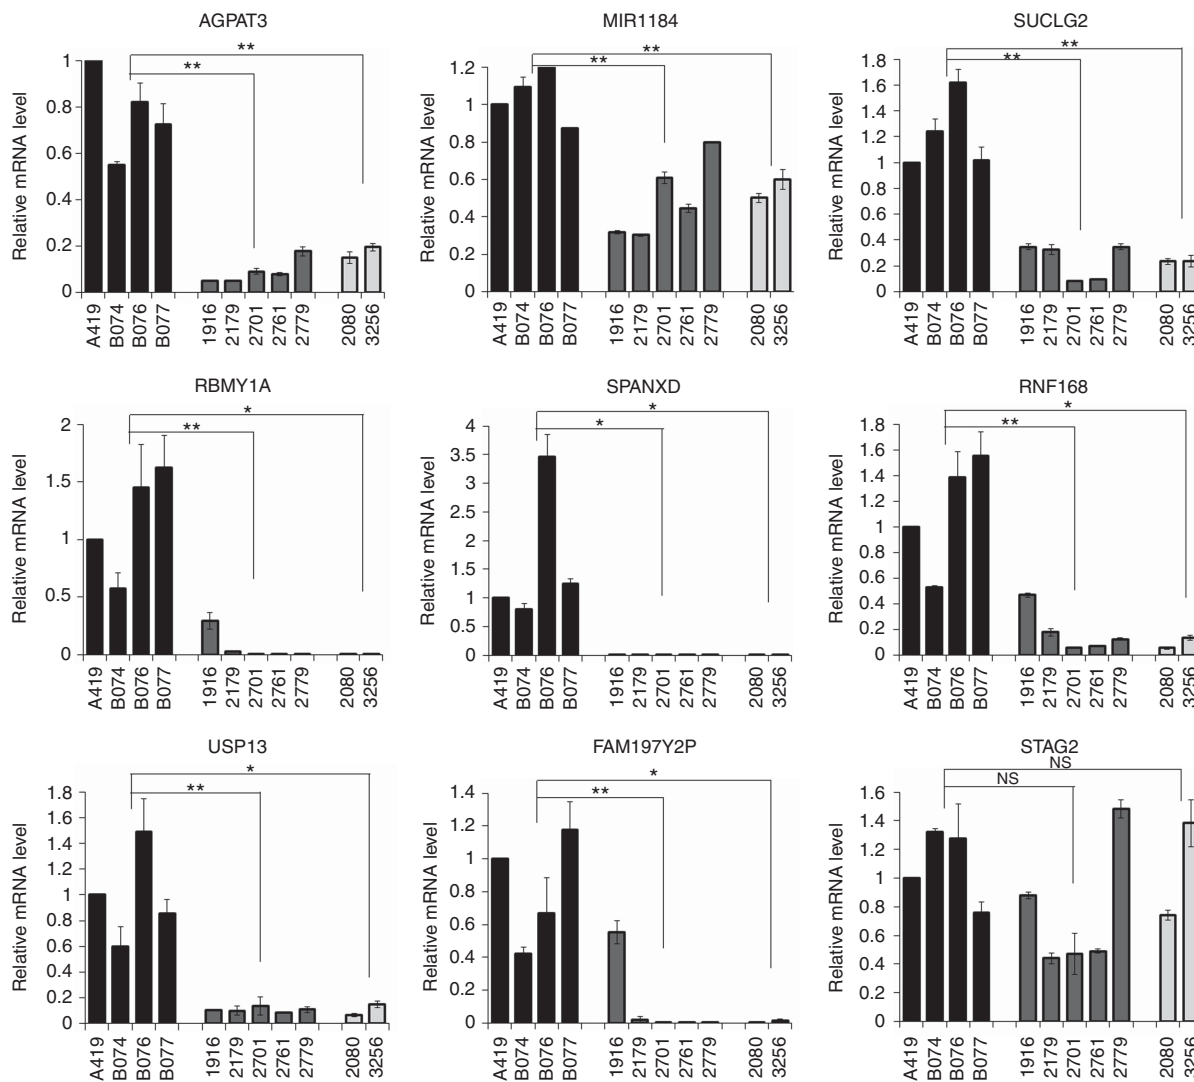 AGPAT3
**
**
Relative mRNA level
1
0.8
0.6
0.4
0.2
0
A419
B074
B076
B077
1916
2179
2701
2761
2779
2080
3256
MIR1184
**
**
Relative mRNA level
1.2
1.0
0.8
0.6
0.4
0.2
0
A419
B074
B076
B077
1916
2179
2701
2761
2779
2080
3256
SUCLG2
**
**
Relative mRNA level
1.8
1.6
1.4
1.2
1
0.8
0.6
0.4
0.2
0
A419
B074
B076
B077
1916
2179
2701
2761
2779
2080
3256
RBMY1A
*
**
Relative mRNA level
2
1.5
1
0.5
0
A419
B074
B076
B077
1916
2179
2701
2761
2779
2080
3256
SPANXD
*
*
Relative mRNA level
4
3.5
3
2.5
2
1.5
1
0.5
0
A419
B074
B076
B077
1916
2179
2701
2761
2779
2080
3256
RNF168
*
**
Relative mRNA level
1.8
1.6
1.4
1.2
1
0.8
0.6
0.4
0.2
0
A419
B074
B076
B077
1916
2179
2701
2761
2779
2080
3256
USP13
*
**
Relative mRNA level
1.8
1.6
1.4
1.2
1
0.8
0.6
0.4
0.2
0
A419
B074
B076
B077
1916
2179
2701
2761
2779
2080
3256
FAM197Y2P
*
**
Relative mRNA level
1.4
1.2
1
0.8
0.6
0.4
0.2
0
A419
B074
B076
B077
1916
2179
2701
2761
2779
2080
3256
STAG2
NS
NS
Relative mRNA level
1.6
1.4
1.2
1
0.8
0.6
0.4
0.2
0
A419
B074
B076
B077
1916
2179
2701
2761
2779
2080
3256